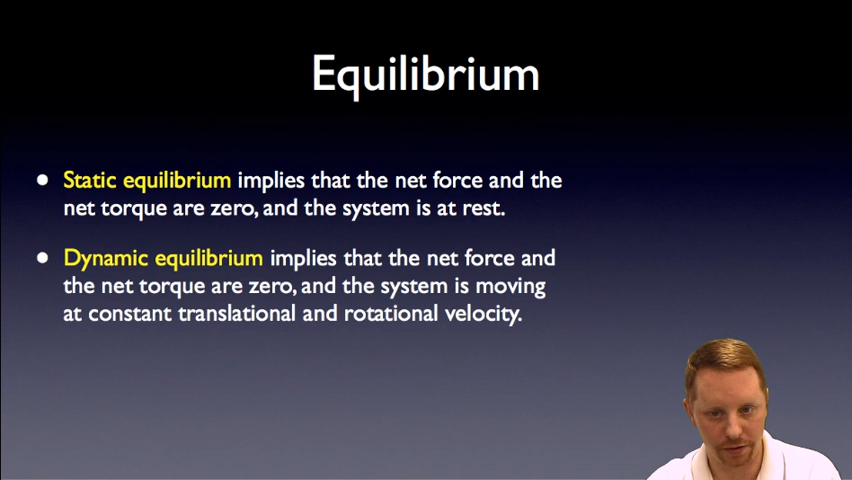 Equilibrium
• Static equilibrium implies that the net force and the
net torque are zero, and the system is at rest.
• Dynamic equilibrium implies that the net force and
the net torque are zero, and the system is moving
at constant translational and rotational velocity.